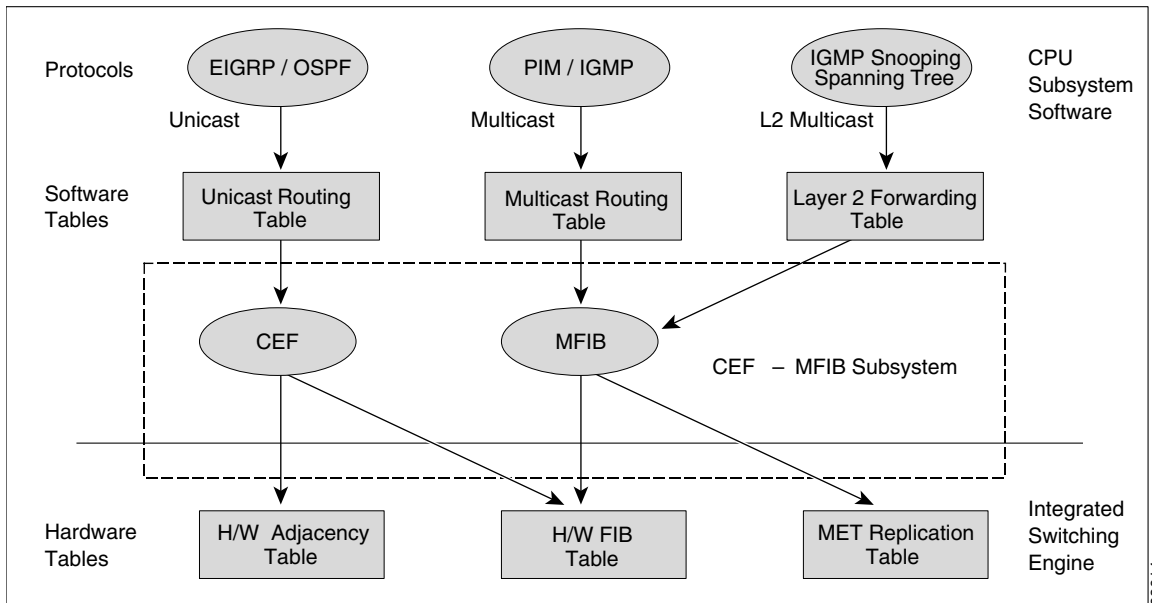 Protocols
EIGRP / OSPF
PIM / IGMP
IGMP Snooping
Spanning Tree
CPU
Subsystem
Software
Unicast
Multicast
L2 Multicast
Software
Tables
Unicast Routing
Table
Multicast Routing
Table
Layer 2 Forwarding
Table
CEF
MFIB
CEF – MFIB Subsystem
Hardware
Tables
H/W Adjacency
Table
H/W FIB
Table
MET Replication
Table
Integrated
Switching
Engine